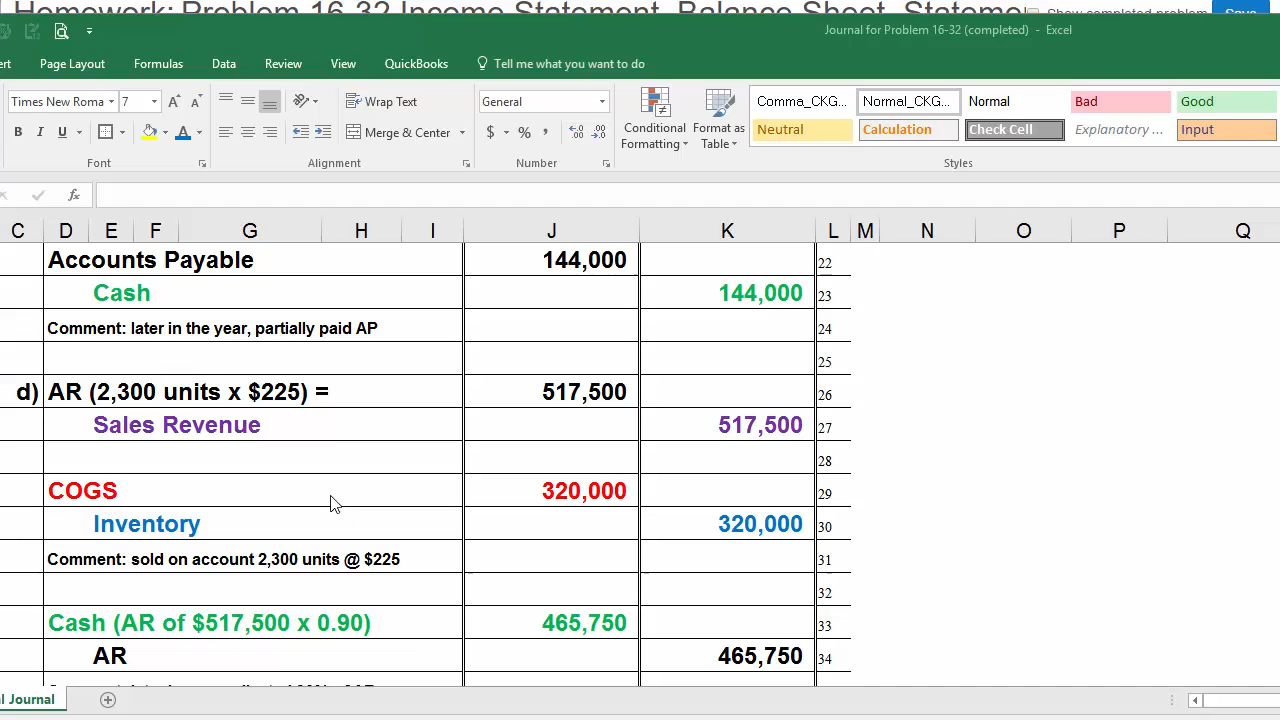 Homework: Problem 16-32 Income Statement, Balance Sheet, Stateme
Show completed problem
Save
Journal for Problem 16-32 (completed) - Excel
ert Page Layout Formulas Data Review View QuickBooks Tell me what you want to do
Times New Roma 7 Wrap Text General Comma_CKG... Normal_CKG... Normal Bad Good
B I U A Merge & Center $ % , Conditional Formatting Format as Table Neutral Calculation Check Cell Explanatory ... Input
Font Alignment Number Styles
fx
C D E F G H I J K L M N O P Q
Accounts Payable 144,000 22
Cash 144,000 23
Comment: later in the year, partially paid AP 24
25
d) AR (2,300 units x $225) = 517,500 26
Sales Revenue 517,500 27
28
COGS 320,000 29
Inventory 320,000 30
Comment: sold on account 2,300 units @ $225 31
32
Cash (AR of $517,500 x 0.90) 465,750 33
AR 465,750 34
l Journal